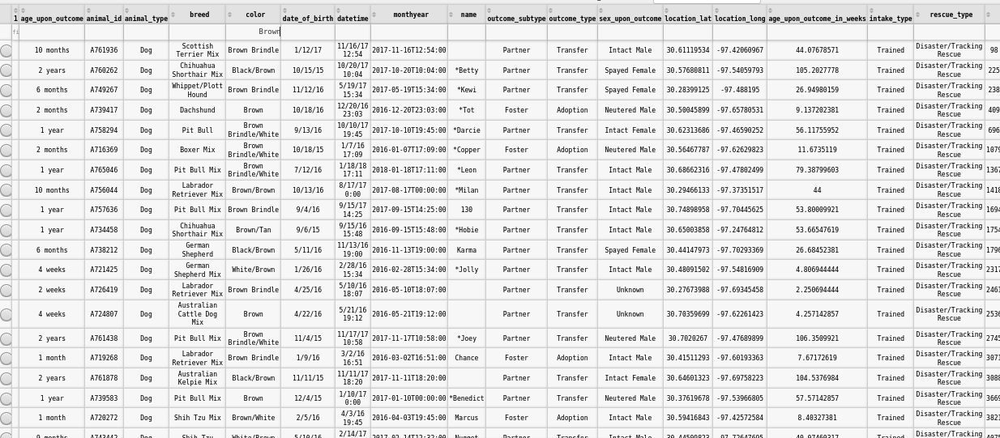 1 age_upon_outcome animal_id animal_type breed color date_of_birth datetime monthyear name outcome_subtype outcome_type sex_upon_outcome location_lat location_long age_upon_outcome_in_weeks intake_type rescue_type
fi Brown
10 months A761936 Dog Scottish Terrier Mix Brown Brindle 1/12/17 11/16/17 12:54 2017-11-16T12:54:00 Partner Transfer Intact Male 30.61119534 -97.42060967 44.07678571 Trained Disaster/Tracking Rescue 98
2 years A760262 Dog Chihuahua Shorthair Mix Black/Brown 10/15/15 10/20/17 10:04 2017-10-20T10:04:00 *Betty Partner Transfer Spayed Female 30.57680811 -97.54059793 105.2027778 Trained Disaster/Tracking Rescue 225
6 months A749267 Dog Whippet/Plott Hound Brown Brindle 11/12/16 5/19/17 15:34 2017-05-19T15:34:00 *Kewi Partner Transfer Spayed Female 30.28399125 -97.488195 26.94980159 Trained Disaster/Tracking Rescue 238
2 months A739417 Dog Dachshund Brown 10/18/16 12/20/16 23:03 2016-12-20T23:03:00 *Tot Foster Adoption Neutered Male 30.50045899 -97.65780531 9.137202381 Trained Disaster/Tracking Rescue 409
1 year A758294 Dog Pit Bull Brown Brindle/White 9/13/16 10/10/17 19:45 2017-10-10T19:45:00 *Darcie Partner Transfer Intact Female 30.62313686 -97.46590252 56.11755952 Trained Disaster/Tracking Rescue 696
2 months A716369 Dog Boxer Mix Brown Brindle/White 10/18/15 1/7/16 17:09 2016-01-07T17:09:00 *Copper Foster Adoption Neutered Male 30.56467787 -97.62629823 11.6735119 Trained Disaster/Tracking Rescue 1079
1 year A765046 Dog Pit Bull Mix Brown Brindle/White 7/12/16 1/18/18 17:11 2018-01-18T17:11:00 *Leon Partner Transfer Intact Male 30.68662316 -97.47802499 79.38799603 Trained Disaster/Tracking Rescue 1367
10 months A756044 Dog Labrador Retriever Mix Brown/Brown 10/13/16 8/17/17 0:00 2017-08-17T00:00:00 *Milan Partner Transfer Intact Male 30.29466133 -97.37351517 44 Trained Disaster/Tracking Rescue 1418
1 year A757636 Dog Pit Bull Mix Brown Brindle 9/4/16 9/15/17 14:25 2017-09-15T14:25:00 130 Partner Transfer Intact Male 30.74898958 -97.70445625 53.80009921 Trained Disaster/Tracking Rescue 1694
1 year A734458 Dog Chihuahua Shorthair Mix Brown/Tan 9/6/15 9/15/16 15:48 2016-09-15T15:48:00 *Hobie Partner Transfer Intact Male 30.65003858 -97.24764812 53.66547619 Trained Disaster/Tracking Rescue 1754
6 months A738212 Dog German Shepherd Black/Brown 5/11/16 11/13/16 19:00 2016-11-13T19:00:00 Karma Partner Transfer Spayed Female 30.44147973 -97.70293369 26.68452381 Trained Disaster/Tracking Rescue 1796
4 weeks A721425 Dog German Shepherd Mix White/Brown 1/26/16 2/28/16 15:34 2016-02-28T15:34:00 *Jolly Partner Transfer Intact Male 30.48091502 -97.54816909 4.806944444 Trained Disaster/Tracking Rescue 2317
2 weeks A726419 Dog Labrador Retriever Mix Brown Brindle 4/25/16 5/10/16 18:07 2016-05-10T18:07:00 Partner Transfer Unknown 30.27673988 -97.69345458 2.250694444 Trained Disaster/Tracking Rescue 2461
4 weeks A724807 Dog Australian Cattle Dog Mix Brown 4/22/16 5/21/16 19:12 2016-05-21T19:12:00 Partner Transfer Unknown 30.70359699 -97.62261423 4.257142857 Trained Disaster/Tracking Rescue 2536
2 years A761438 Dog Pit Bull Mix Brown Brindle/White 11/4/15 11/17/17 10:58 2017-11-17T10:58:00 *Joey Partner Transfer Neutered Male 30.7020267 -97.47689899 106.3509921 Trained Disaster/Tracking Rescue 2745
1 month A719268 Dog Labrador Retriever Mix Brown Brindle 1/9/16 3/2/16 16:51 2016-03-02T16:51:00 Chance Foster Adoption Intact Male 30.41511293 -97.60193363 7.67172619 Trained Disaster/Tracking Rescue 3071
2 years A761878 Dog Australian Kelpie Mix Black/Brown 11/11/15 11/11/17 18:20 2017-11-11T18:20:00 Partner Transfer Intact Female 30.64601323 -97.69758223 104.5376984 Trained Disaster/Tracking Rescue 3088
1 year A739583 Dog Pit Bull Mix Brown 12/4/15 1/10/17 0:00 2017-01-10T00:00:00 *Benedict Partner Transfer Neutered Male 30.37619678 -97.53966805 57.57142857 Trained Disaster/Tracking Rescue 3669
1 month A720272 Dog Shih Tzu Mix Brown/White 2/5/16 4/3/16 19:45 2016-04-03T19:45:00 Marcus Foster Adoption Intact Male 30.59416843 -97.42572584 8.40327381 Trained Disaster/Tracking Rescue 3821
2/14/17 Disaster/Tracking